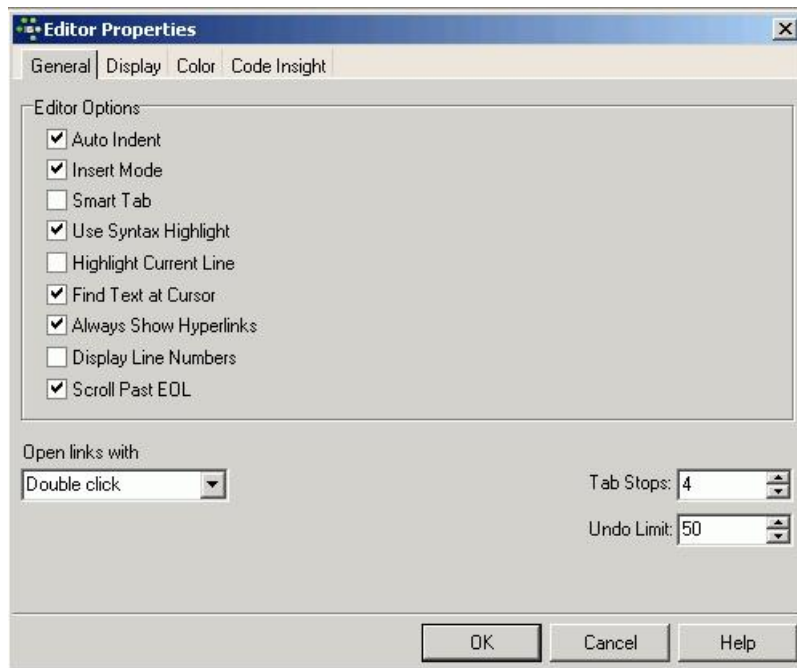 Editor Properties
General Display Color Code Insight
Editor Options
Auto Indent
Insert Mode
Smart Tab
Use Syntax Highlight
Highlight Current Line
Find Text at Cursor
Always Show Hyperlinks
Display Line Numbers
Scroll Past EOL
Open links with
Double click
Tab Stops: 4
Undo Limit: 50
OK Cancel Help